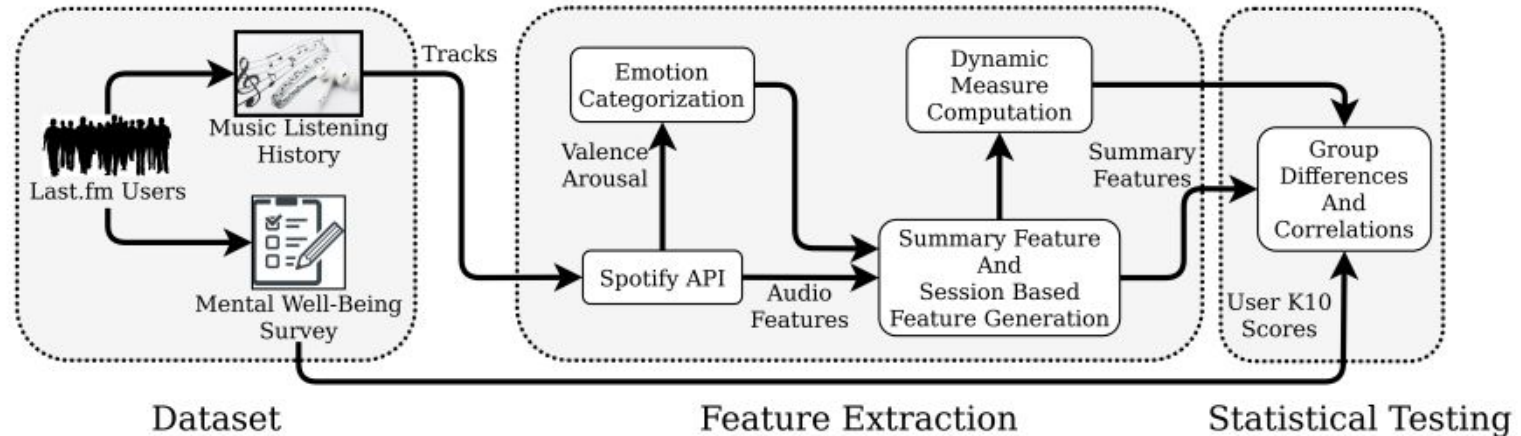 Tracks
Music Listening
History
Last.fm Users
Mental Well-Being
Survey
Dataset
Emotion
Categorization
Valence
Arousal
Spotify API
Audio
Features
Dynamic
Measure
Computation
Summary Feature
And
Session Based
Feature Generation
Summary
Features
Feature Extraction
Group
Differences
And
Correlations
User K10
Scores
Statistical Testing